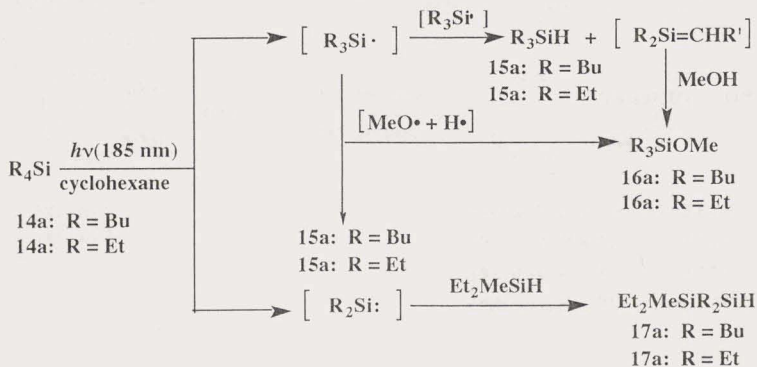 [ R₃Si· ]
[R₃Si·]
R₃SiH + [ R₂Si=CHR' ]
15a: R = Bu
15a: R = Et
MeOH
[MeO• + H•]
R₃SiOMe
16a: R = Bu
16a: R = Et
R₄Si
hν(185 nm)
cyclohexane
14a: R = Bu
14a: R = Et
15a: R = Bu
15a: R = Et
[ R₂Si: ]
Et₂MeSiH
Et₂MeSiR₂SiH
17a: R = Bu
17a: R = Et